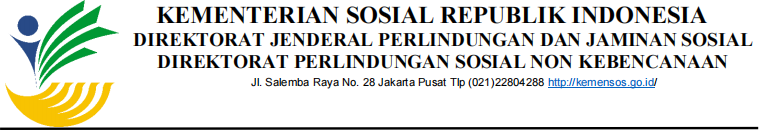 KEMENTERIAN SOSIAL REPUBLIK INDONESIA
DIREKTORAT JENDERAL PERLINDUNGAN DAN JAMINAN SOSIAL
DIREKTORAT PERLINDUNGAN SOSIAL NON KEBENCANAAN
Jl. Salemba Raya No. 28 Jakarta Pusat Tlp (021)22804288 http://kemensos.go.id/